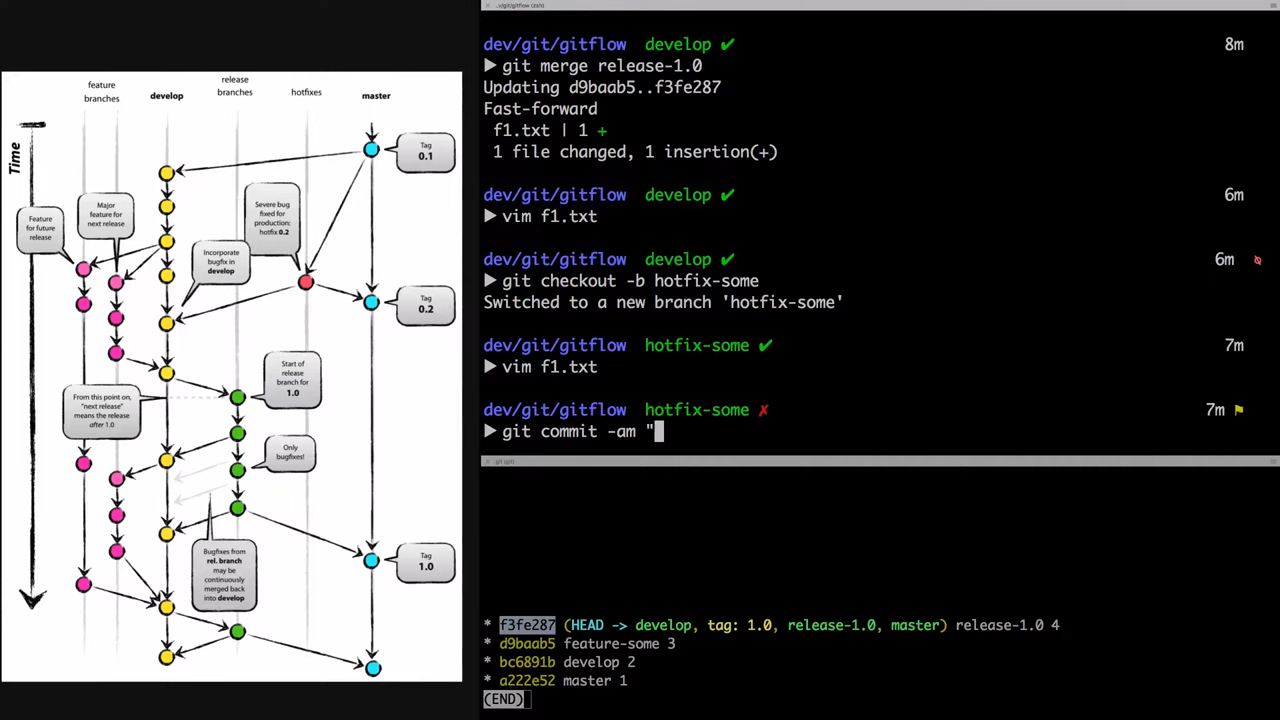 feature
branches
develop
release
branches
hotfixes
master
Time
Tag
0.1
Major
feature for
next release
Feature
for future
release
Severe bug
fixed for
production:
hotfix 0.2
Incorporate
bugfix in
develop
Tag
0.2
Start of
release
branch for
1.0
From this point on,
"next release"
means the release
after 1.0
Only
bugfixes!
Bugfixes from
rel. branch
may be
continuously
merged back
into develop
Tag
1.0
..v/git/gitflow (zsh)
dev/git/gitflow develop ✔ 8m
▶ git merge release-1.0
Updating d9baab5..f3fe287
Fast-forward
f1.txt | 1 +
1 file changed, 1 insertion(+)
dev/git/gitflow develop ✔ 6m
▶ vim f1.txt
dev/git/gitflow develop ✔ 6m
▶ git checkout -b hotfix-some
Switched to a new branch 'hotfix-some'
dev/git/gitflow hotfix-some ✔ 7m
▶ vim f1.txt
dev/git/gitflow hotfix-some ✗ 7m
▶ git commit -am "
git (git)
* f3fe287 (HEAD -> develop, tag: 1.0, release-1.0, master) release-1.0 4
* d9baab5 feature-some 3
* bc6891b develop 2
* a222e52 master 1
(END)